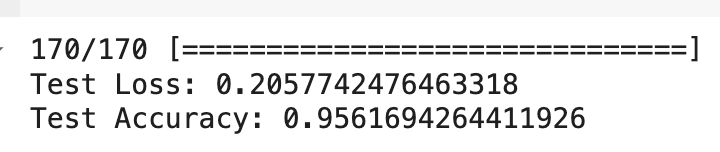 170/170 [==============================]
Test Loss: 0.2057742476463318
Test Accuracy: 0.9561694264411926